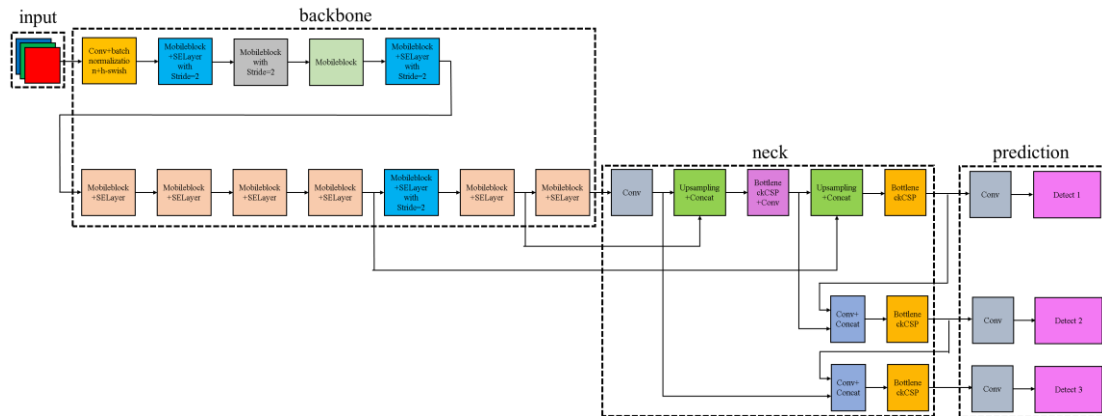 input
backbone
Conv+batch
normalizatio
n+h-swish
Mobileblock
+SELayer
with
Stride=2
Mobileblock
with
Stride=2
Mobileblock
Mobileblock
+SELayer
with
Stride=2
Mobileblock
+SELayer
Mobileblock
+SELayer
Mobileblock
+SELayer
Mobileblock
+SELayer
Mobileblock
+SELayer
with
Stride=2
Mobileblock
+SELayer
Mobileblock
+SELayer
neck
Conv
Upsampling
+Concat
Bottlene
ckCSP
+Conv
Upsampling
+Concat
Bottlene
ckCSP
Conv+
Concat
Bottlene
ckCSP
Conv+
Concat
Bottlene
ckCSP
prediction
Conv
Detect 1
Conv
Detect 2
Conv
Detect 3